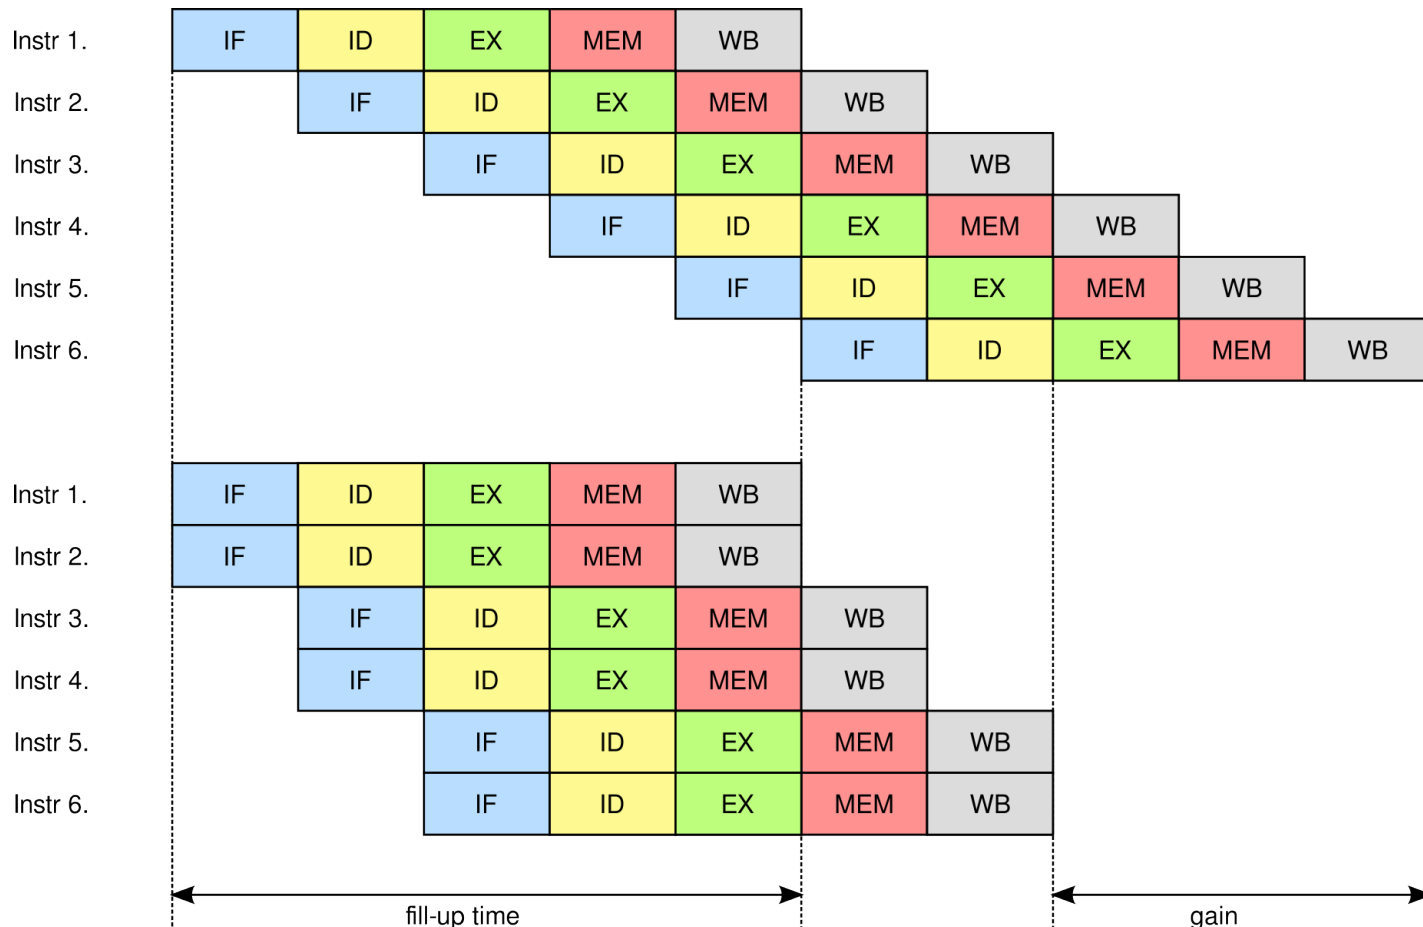 Instr 1. IF ID EX MEM WB
Instr 2. IF ID EX MEM WB
Instr 3. IF ID EX MEM WB
Instr 4. IF ID EX MEM WB
Instr 5. IF ID EX MEM WB
Instr 6. IF ID EX MEM WB
Instr 1. IF ID EX MEM WB
Instr 2. IF ID EX MEM WB
Instr 3. IF ID EX MEM WB
Instr 4. IF ID EX MEM WB
Instr 5. IF ID EX MEM WB
Instr 6. IF ID EX MEM WB
fill-up time gain